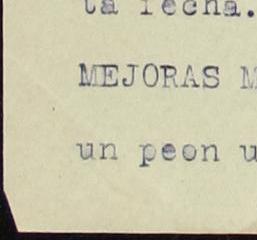 ta fecha.
MEJORAS M
un peon u